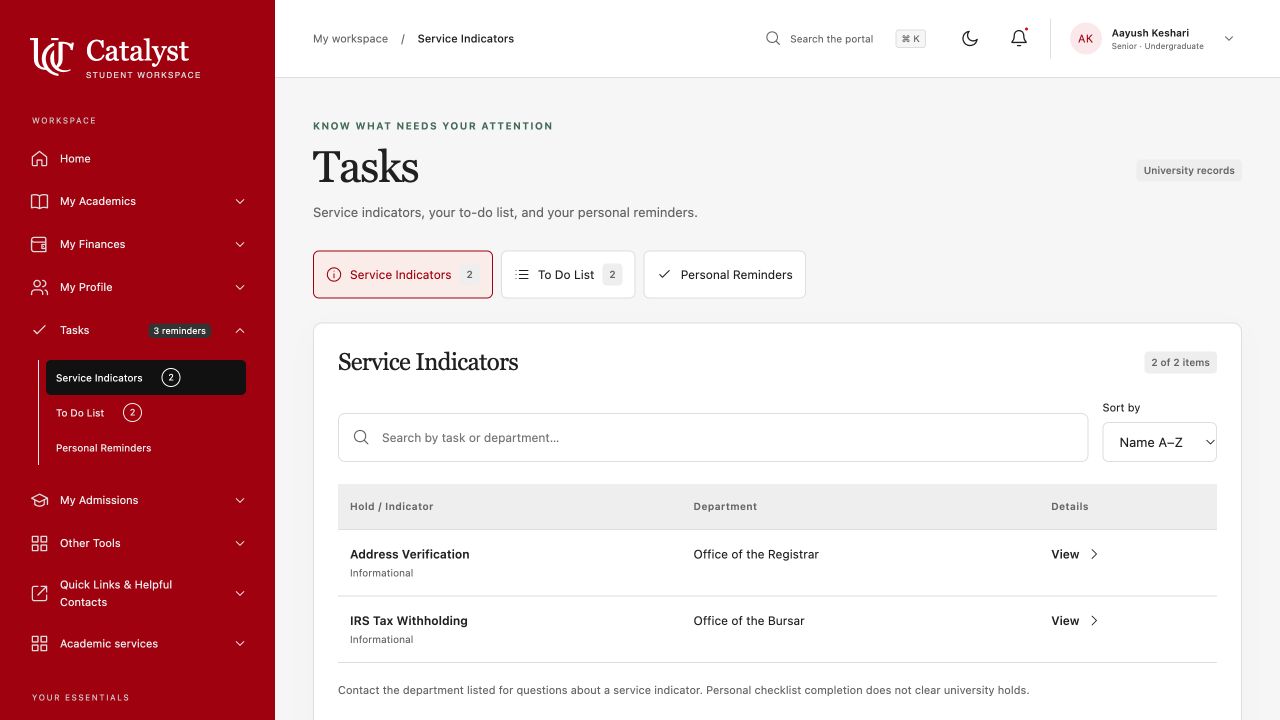 UC Catalyst
STUDENT WORKSPACE
WORKSPACE
Home
My Academics
My Finances
My Profile
Tasks 3 reminders
Service Indicators 2
To Do List 2
Personal Reminders
My Admissions
Other Tools
Quick Links & Helpful
Contacts
Academic services
YOUR ESSENTIALS
My workspace / Service Indicators
Search the portal ⌘ K
AK
Aayush Keshari
Senior · Undergraduate
KNOW WHAT NEEDS YOUR ATTENTION
Tasks
University records
Service indicators, your to-do list, and your personal reminders.
Service Indicators 2
To Do List 2
Personal Reminders
Service Indicators
2 of 2 items
Search by task or department...
Sort by
Name A–Z
Hold / Indicator Department Details
Address Verification Office of the Registrar View
Informational
IRS Tax Withholding Office of the Bursar View
Informational
Contact the department listed for questions about a service indicator. Personal checklist completion does not clear university holds.